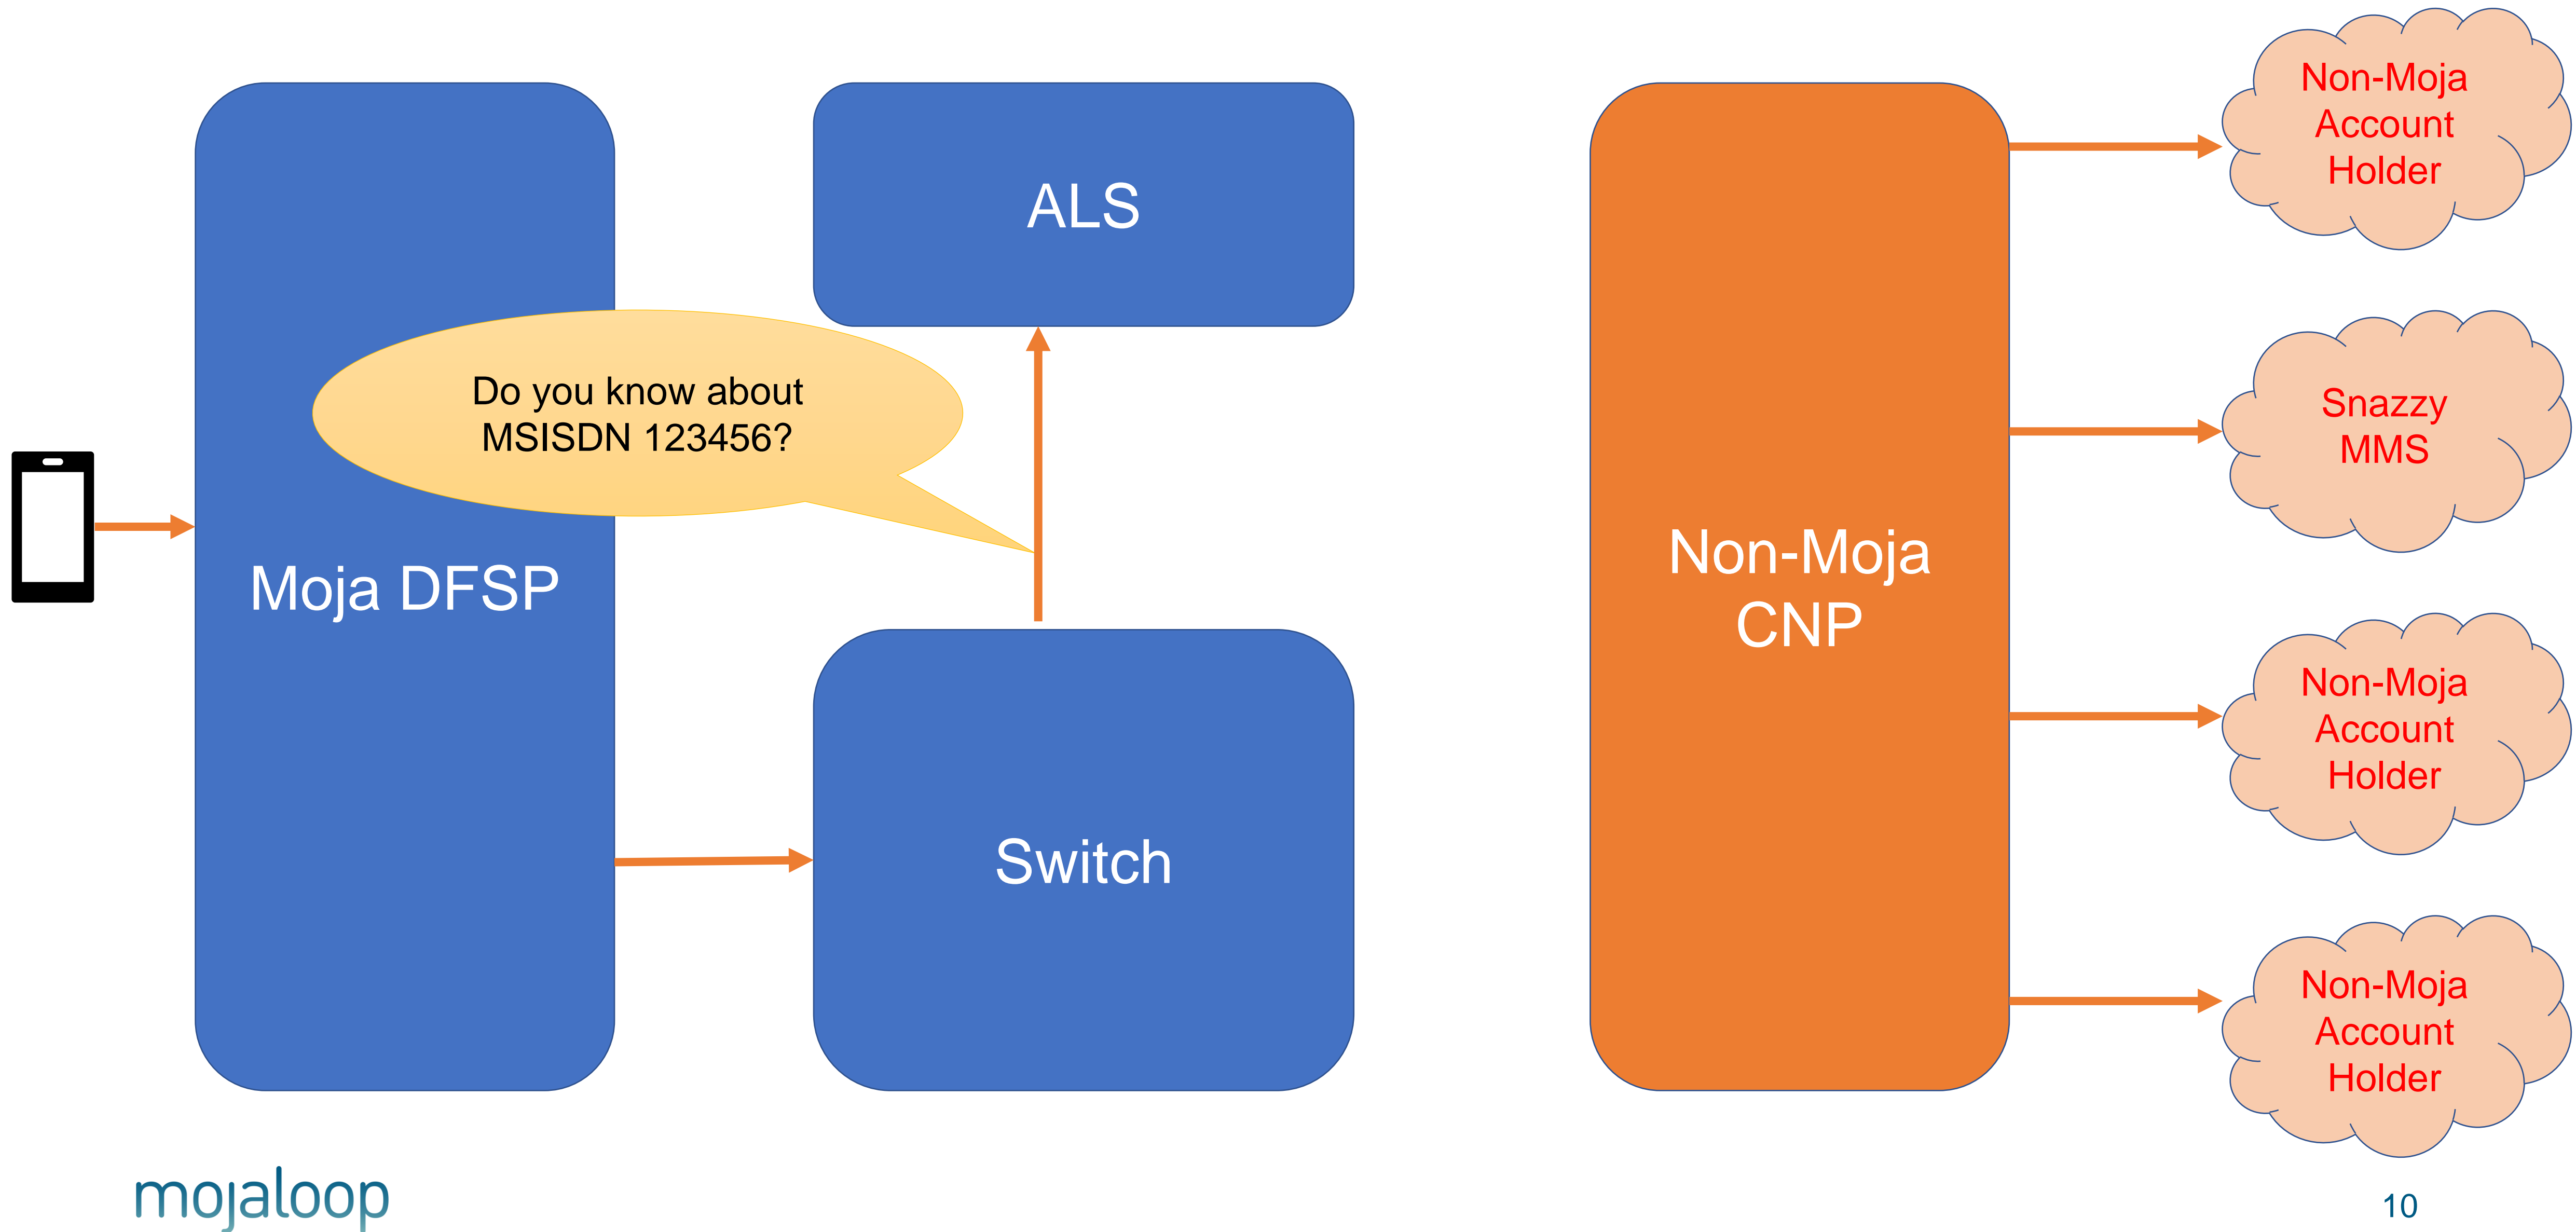 Moja DFSP
ALS
Do you know about
MSISDN 123456?
Switch
Non-Moja
CNP
Non-Moja
Account
Holder
Snazzy
MMS
Non-Moja
Account
Holder
Non-Moja
Account
Holder
mojaloop
10